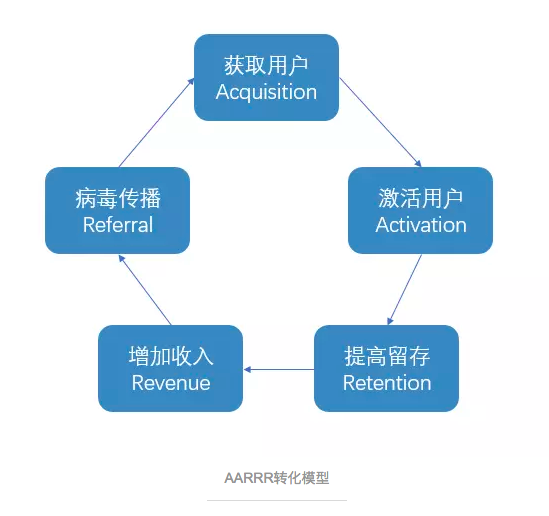 获取用户
Acquisition
激活用户
Activation
提高留存
Retention
增加收入
Revenue
病毒传播
Referral
AARRR转化模型